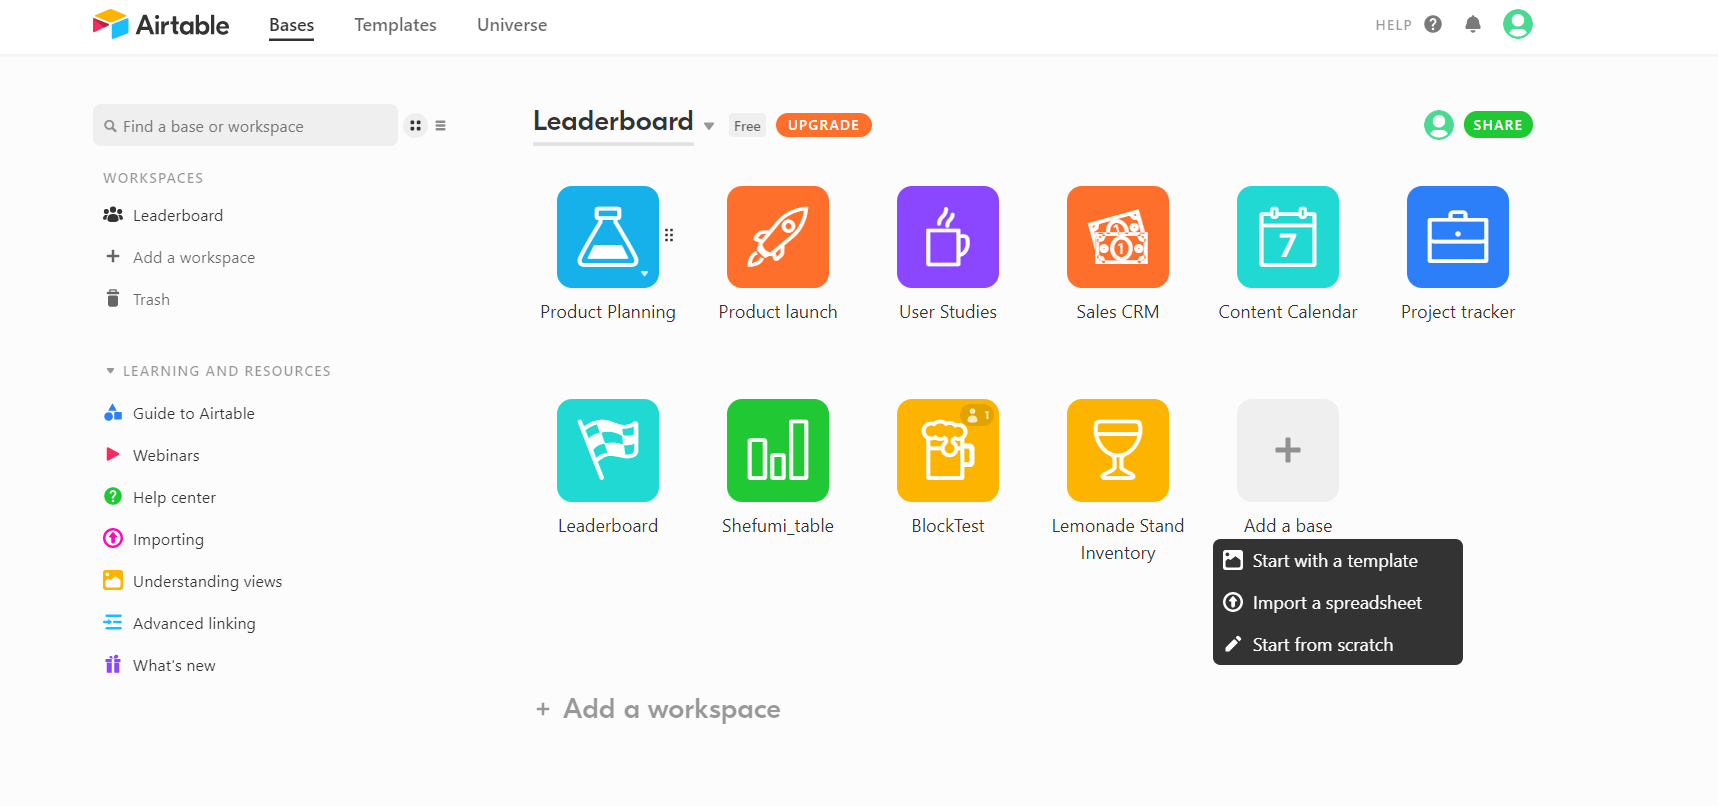 Airtable
Bases
Templates
Universe
HELP
Find a base or workspace
WORKSPACES
Leaderboard
Add a workspace
Trash
LEARNING AND RESOURCES
Guide to Airtable
Webinars
Help center
Importing
Understanding views
Advanced linking
What's new
Leaderboard
Free
UPGRADE
SHARE
7
1
1
Product Planning
Product launch
User Studies
Sales CRM
Content Calendar
Project tracker
1
Leaderboard
Shefumi_table
BlockTest
Lemonade Stand
Inventory
Add a base
Start with a template
Import a spreadsheet
Start from scratch
+ Add a workspace